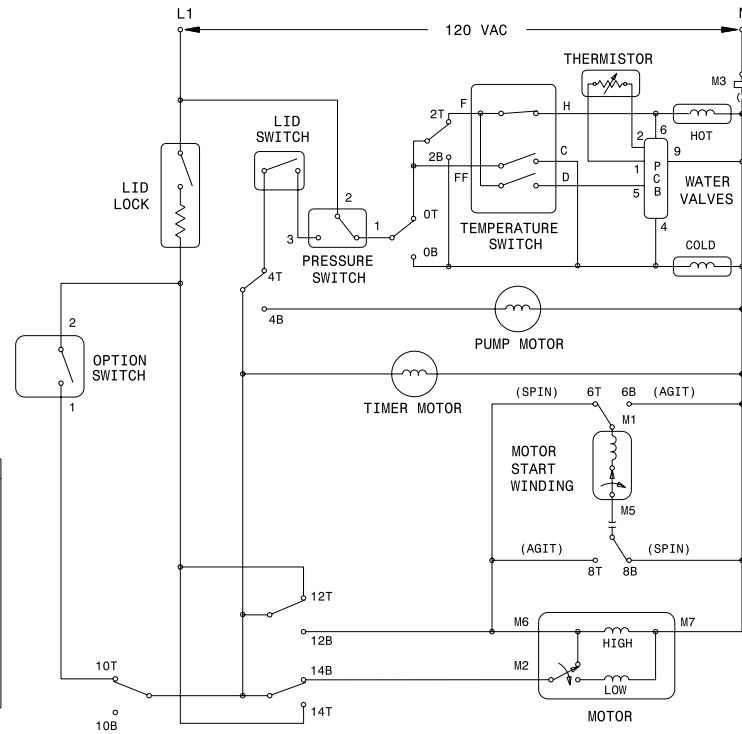 L1
N
120 VAC
THERMISTOR
M3
F
H
2T
LID
SWITCH
HOT
2
6
2B
C
9
P
C
B
LID
LOCK
1
FF
D
WATER
VALVES
2
5
0T
1
3
4
TEMPERATURE
SWITCH
0B
COLD
PRESSURE
SWITCH
4T
4B
2
PUMP MOTOR
OPTION
SWITCH
TIMER MOTOR
1
(SPIN)
6T
6B
(AGIT)
M1
MOTOR
START
WINDING
M5
(AGIT)
(SPIN)
8T
8B
12T
12B
M6
M7
HIGH
10T
14B
M2
LOW
14T
10B
MOTOR